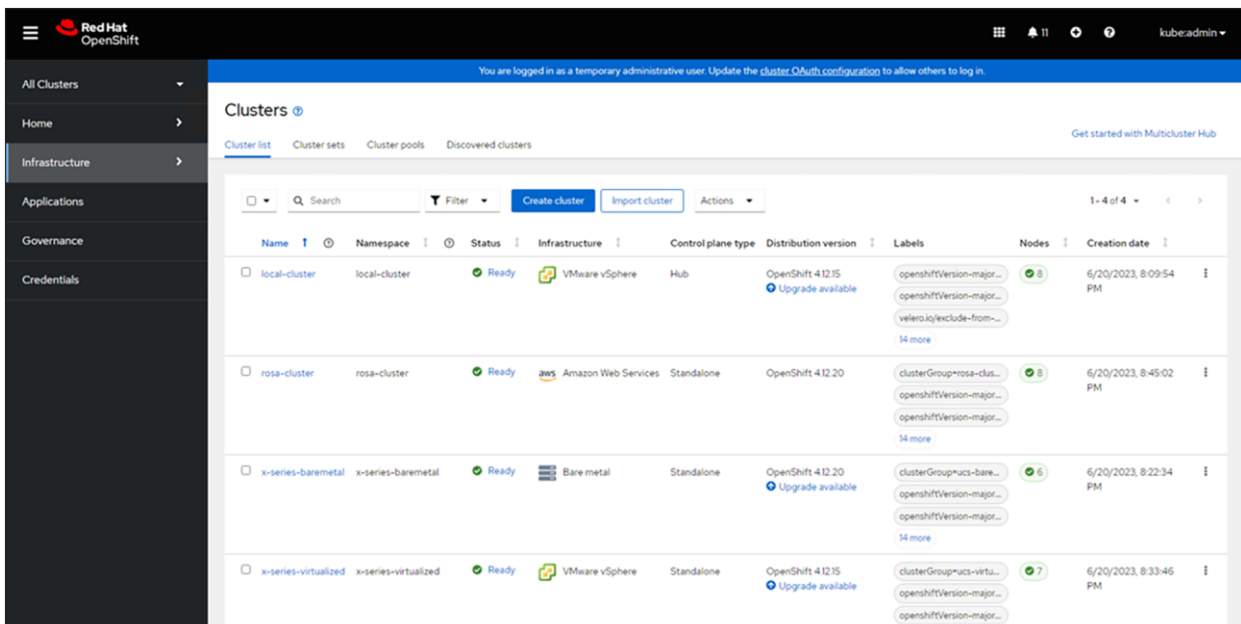 Red Hat
OpenShift
11
kube:admin
All Clusters
Home
Infrastructure
Applications
Governance
Credentials
You are logged in as a temporary administrative user. Update the cluster OAuth configuration to allow others to log in.
Clusters
Get started with Multicluster Hub
Cluster list Cluster sets Cluster pools Discovered clusters
Search Filter Create cluster Import cluster Actions 1-4 of 4
Name Namespace Status Infrastructure Control plane type Distribution version Labels Nodes Creation date
local-cluster local-cluster Ready VMware vSphere Hub OpenShift 4.12.15 openshiftVersion-major... 8 6/20/2023, 8:09:54
Upgrade available openshiftVersion-major... PM
velero.io/exclude-from-...
14 more
rosa-cluster rosa-cluster Ready aws Amazon Web Services Standalone OpenShift 4.12.20 clusterGroup=rosa-clus... 8 6/20/2023, 8:45:02
openshiftVersion-major... PM
openshiftVersion-major...
14 more
x-series-baremetal x-series-baremetal Ready Bare metal Standalone OpenShift 4.12.20 clusterGroup=ucs-bare... 6 6/20/2023, 8:22:34
Upgrade available openshiftVersion-major... PM
openshiftVersion-major...
14 more
x-series-virtualized x-series-virtualized Ready VMware vSphere Standalone OpenShift 4.12.15 clusterGroup=ucs-virtu... 7 6/20/2023, 8:33:46
Upgrade available openshiftVersion-major... PM
openshiftVersion-major...